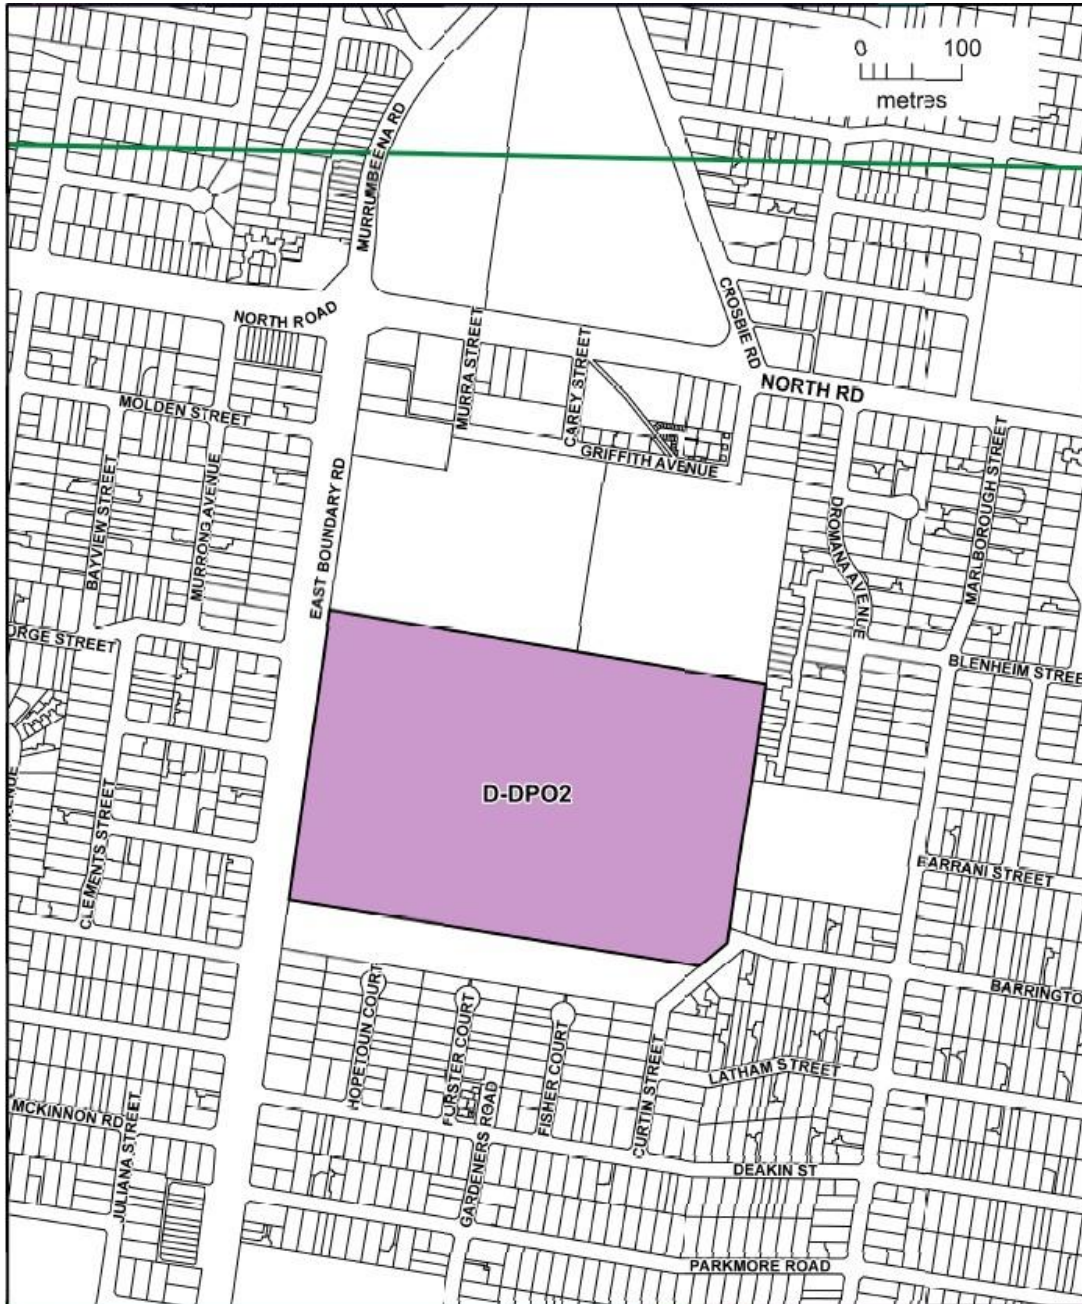 0 100
metres
MURRUMBEENA RD
CROSBIE RD
NORTH ROAD
MURRA STREET
CAREY STREET
NORTH RD
MOLDEN STREET
GRIFFITH AVENUE
MARLBOROUGH STREET
BAYVIEW STREET
MURRONG AVENUE
EAST BOUNDARY RD
DROMANA AVENUE
ORGE STREET
BLENHEIM STREE
D-DPO2
CLEMENTS STREET
BARRANI STREET
BARRINGTO
HOPETOUN COURT
FURSTER COURT
FISHER COURT
CURTIN STREET
LATHAM STREET
MCKINNON RD
JULIANA STREET
GARDENERS ROAD
DEAKIN ST
PARKMORE ROAD